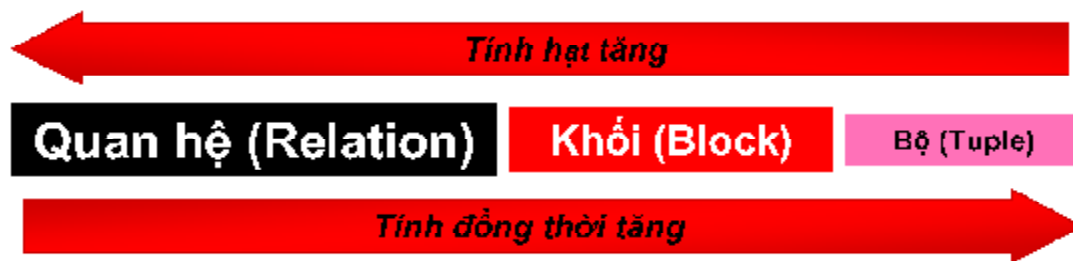 Tính hạt tăng
Quan hệ (Relation) Khối (Block) Bộ (Tuple)
Tính đồng thời tăng